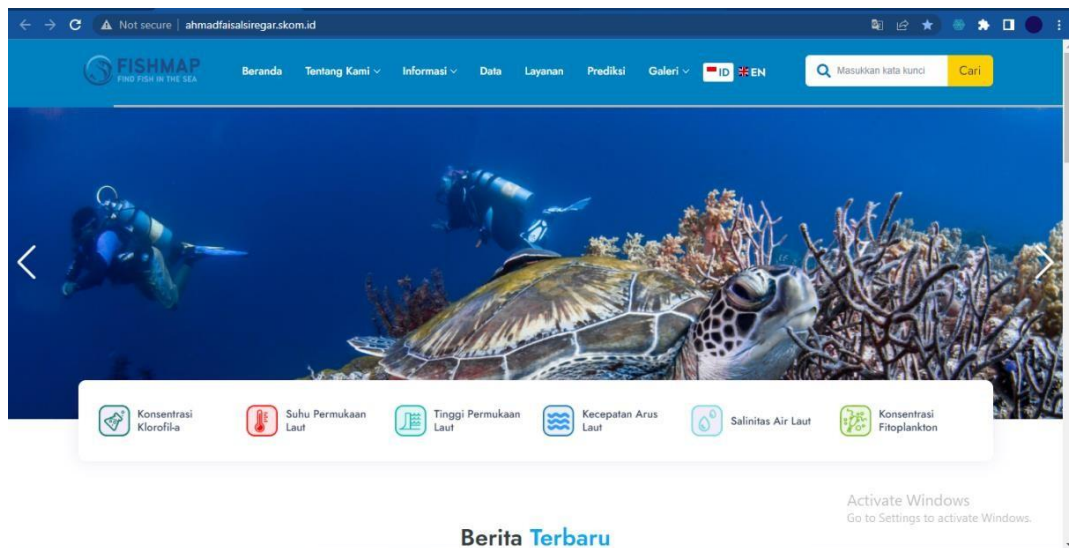 Not secure | ahmadfaisalsiregar.skom.id
FISHMAP
FIND FISH IN THE SEA
Beranda Tentang Kami Informasi Data Layanan Prediksi Galeri ID EN Masukkan kata kunci Cari
Konsentrasi
Klorofil-a
Suhu Permukaan
Laut
Tinggi Permukaan
Laut
Kecepatan Arus
Laut
Salinitas Air Laut
Konsentrasi
Fitoplankton
Activate Windows
Go to Settings to activate Windows.
Berita Terbaru